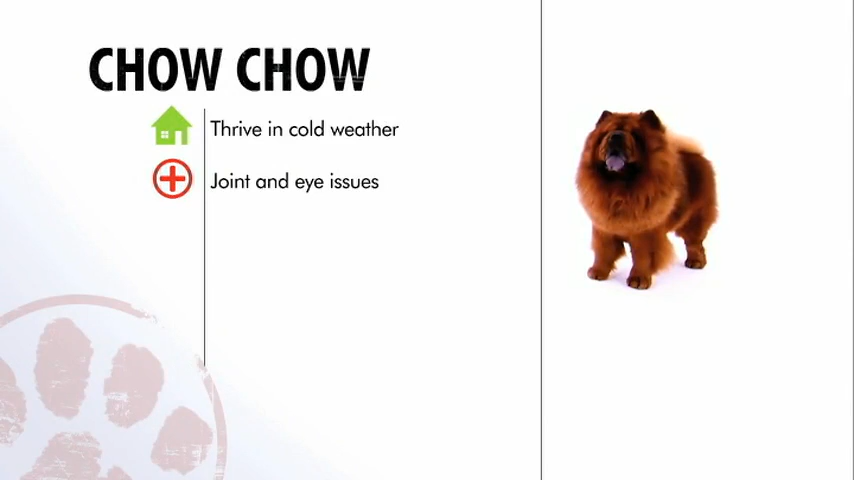 CHOW CHOW
Thrive in cold weather
Joint and eye issues